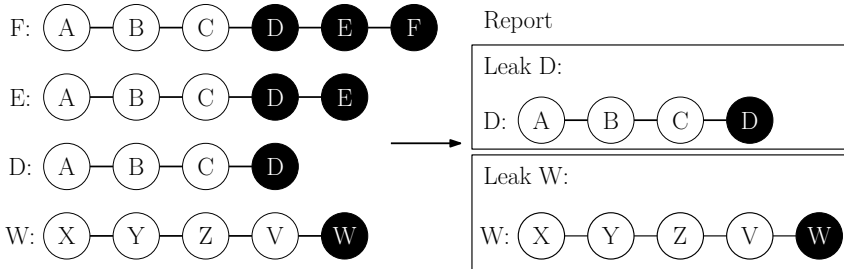 F: A B C D E F
E: A B C D E
D: A B C D
W: X Y Z V W
Report
Leak D:
D: A B C D
Leak W:
W: X Y Z V W